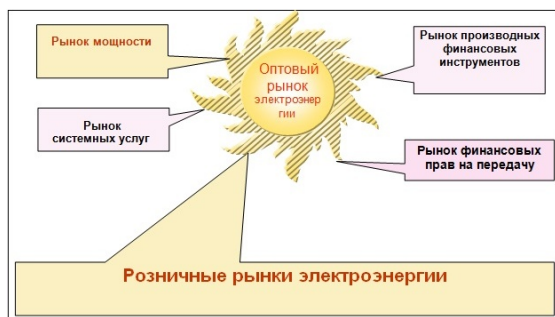 Рынок мощности
Оптовый
рынок
электроэнер
гии
Рынок производных
финансовых
инструментов
Рынок
системных услуг
Рынок финансовых
прав на передачу
Розничные рынки электроэнергии